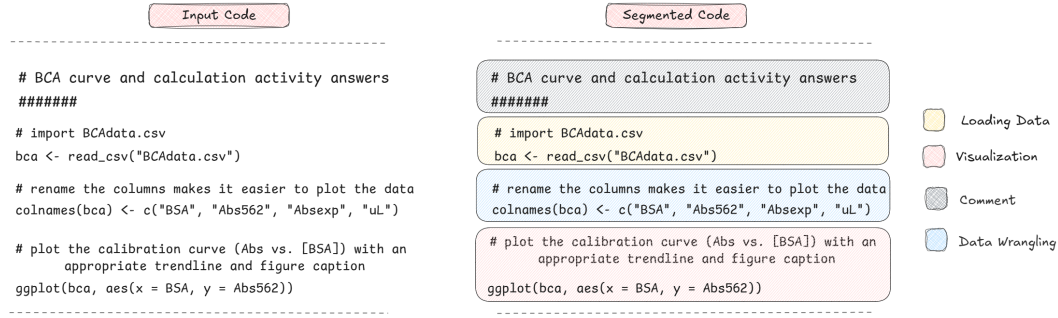 Input Code
# BCA curve and calculation activity answers
#######
# import BCAdata.csv
bca <- read_csv("BCAdata.csv")
# rename the columns makes it easier to plot the data
colnames(bca) <- c("BSA", "Abs562", "Absexp", "uL")
# plot the calibration curve (Abs vs. [BSA]) with an
appropriate trendline and figure caption
ggplot(bca, aes(x = BSA, y = Abs562))
Segmented Code
# BCA curve and calculation activity answers
#######
# import BCAdata.csv
bca <- read_csv("BCAdata.csv")
# rename the columns makes it easier to plot the data
colnames(bca) <- c("BSA", "Abs562", "Absexp", "uL")
# plot the calibration curve (Abs vs. [BSA]) with an
appropriate trendline and figure caption
ggplot(bca, aes(x = BSA, y = Abs562))
Loading Data
Visualization
Comment
Data Wrangling